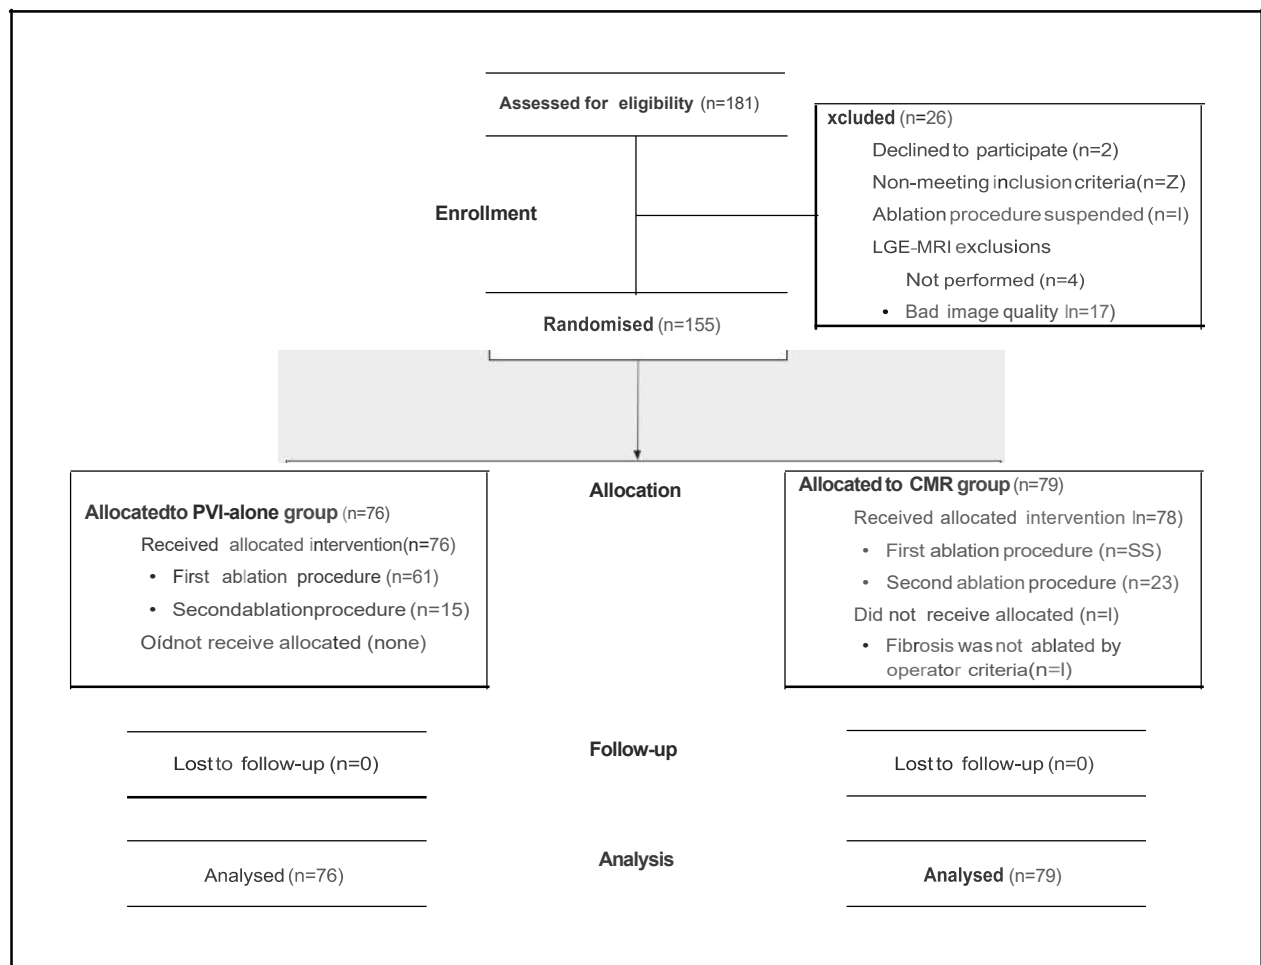 Assessed for eligibility (n=181)
xcluded (n=26)
Declined to participate (n=2)
Non-meeting inclusion criteria(n=Z)
Ablation procedure suspended (n=I)
LGE-MRI exclusions
Not performed (n=4)
• Bad image quality ln=17)
Enrollment
Randomised (n=155)
Allocation
Allocatedto PVI-alone group (n=76)
Received allocated intervention(n=76)
• First ablation procedure (n=61)
• Secondablationprocedure (n=15)
Oídnot receive allocated (none)
Allocated to CMR group (n=79)
Received allocated intervention ln=78)
• First ablation procedure (n=SS)
• Second ablation procedure (n=23)
Did not receive allocated (n=I)
• Fibrosis was not ablated by
operator criteria(n=I)
Follow-up
Lost to follow-up (n=0)
Lost to follow-up (n=0)
Analysis
Analysed (n=76)
Analysed (n=79)